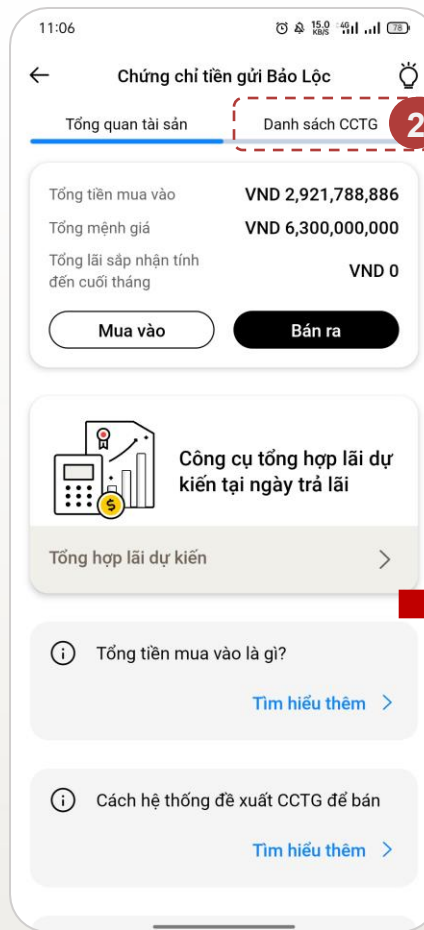 11:06
15.0 KB/S 4G 78
Chứng chỉ tiền gửi Bảo Lộc
Tổng quan tài sản
Danh sách CCTG
2
Tổng tiền mua vào VND 2,921,788,886
Tổng mệnh giá VND 6,300,000,000
Tổng lãi sắp nhận tính
đến cuối tháng
VND 0
Mua vào
Bán ra
Công cụ tổng hợp lãi dự
kiến tại ngày trả lãi
Tổng hợp lãi dự kiến
Tổng tiền mua vào là gì?
Tìm hiểu thêm
Cách hệ thống đề xuất CCTG để bán
Tìm hiểu thêm